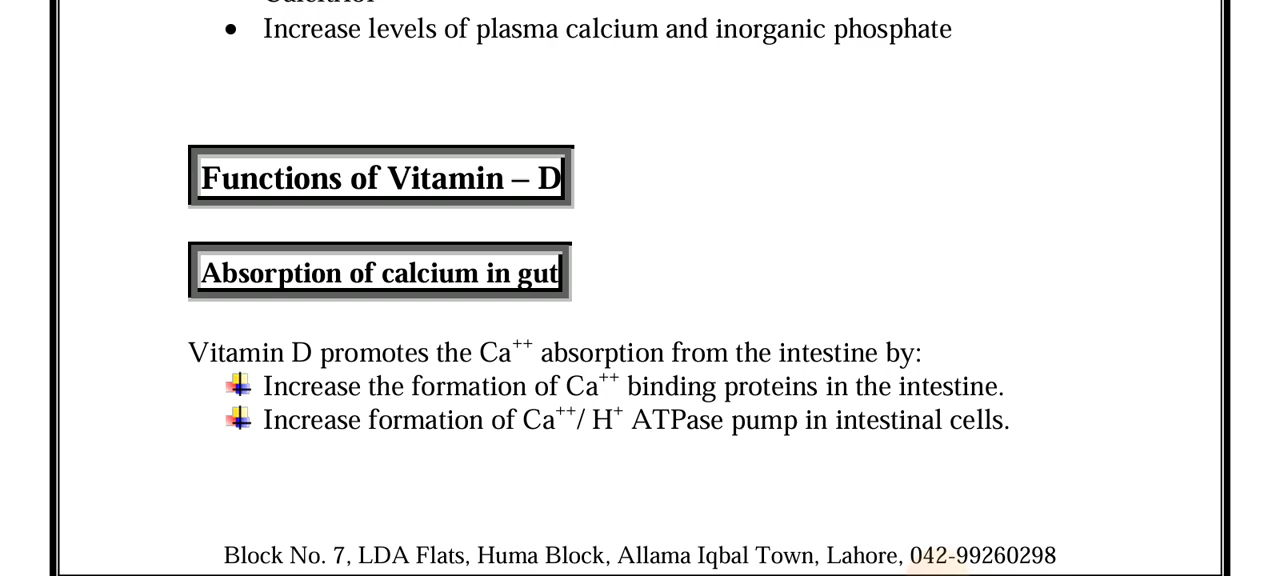 Increase levels of plasma calcium and inorganic phosphate
Functions of Vitamin – D
Absorption of calcium in gut
Vitamin D promotes the Ca⁺⁺ absorption from the intestine by:
Increase the formation of Ca⁺⁺ binding proteins in the intestine.
Increase formation of Ca⁺⁺/ H⁺ ATPase pump in intestinal cells.
Block No. 7, LDA Flats, Huma Block, Allama Iqbal Town, Lahore, 042-99260298